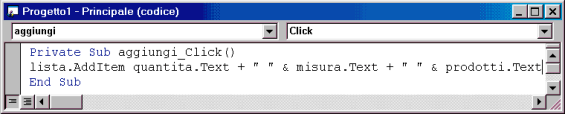 Progetto1 - Principale (codice)
aggiungi Click
Private Sub aggiungi_Click()
lista.AddItem quantita.Text + " " & misura.Text + " " & prodotti.Text
End Sub